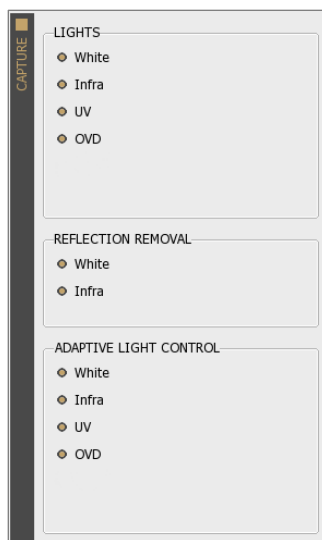 CAPTURE
LIGHTS
White
Infra
UV
OVD
REFLECTION REMOVAL
White
Infra
ADAPTIVE LIGHT CONTROL
White
Infra
UV
OVD